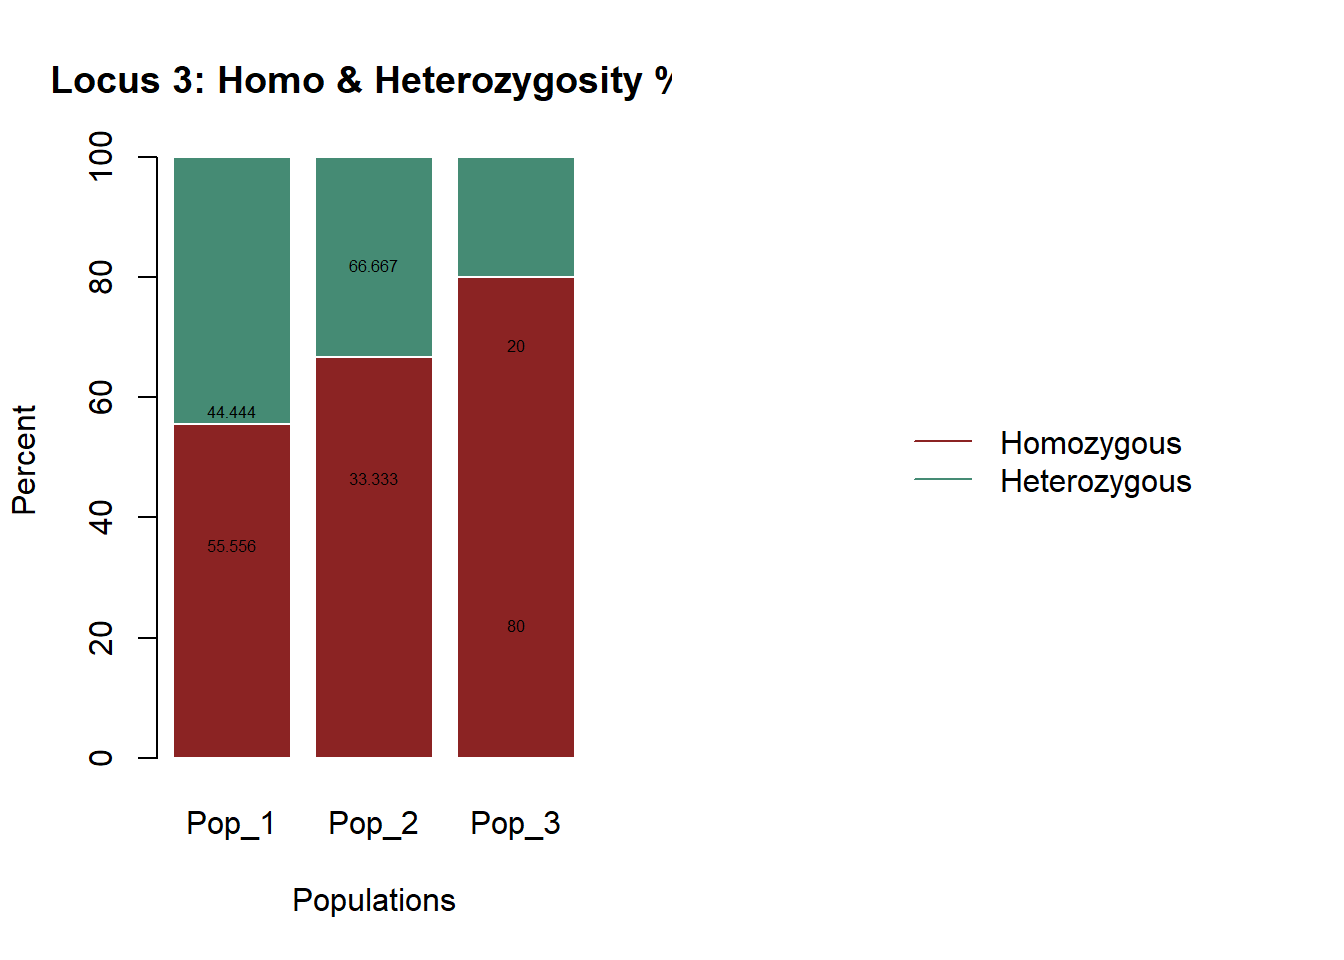 Locus 3: Homo & Heterozygosity %
Percent
100
80
60
40
20
0
66.667
20
44.444
33.333
55.556
80
Pop_1 Pop_2 Pop_3
Populations
Homozygous
Heterozygous